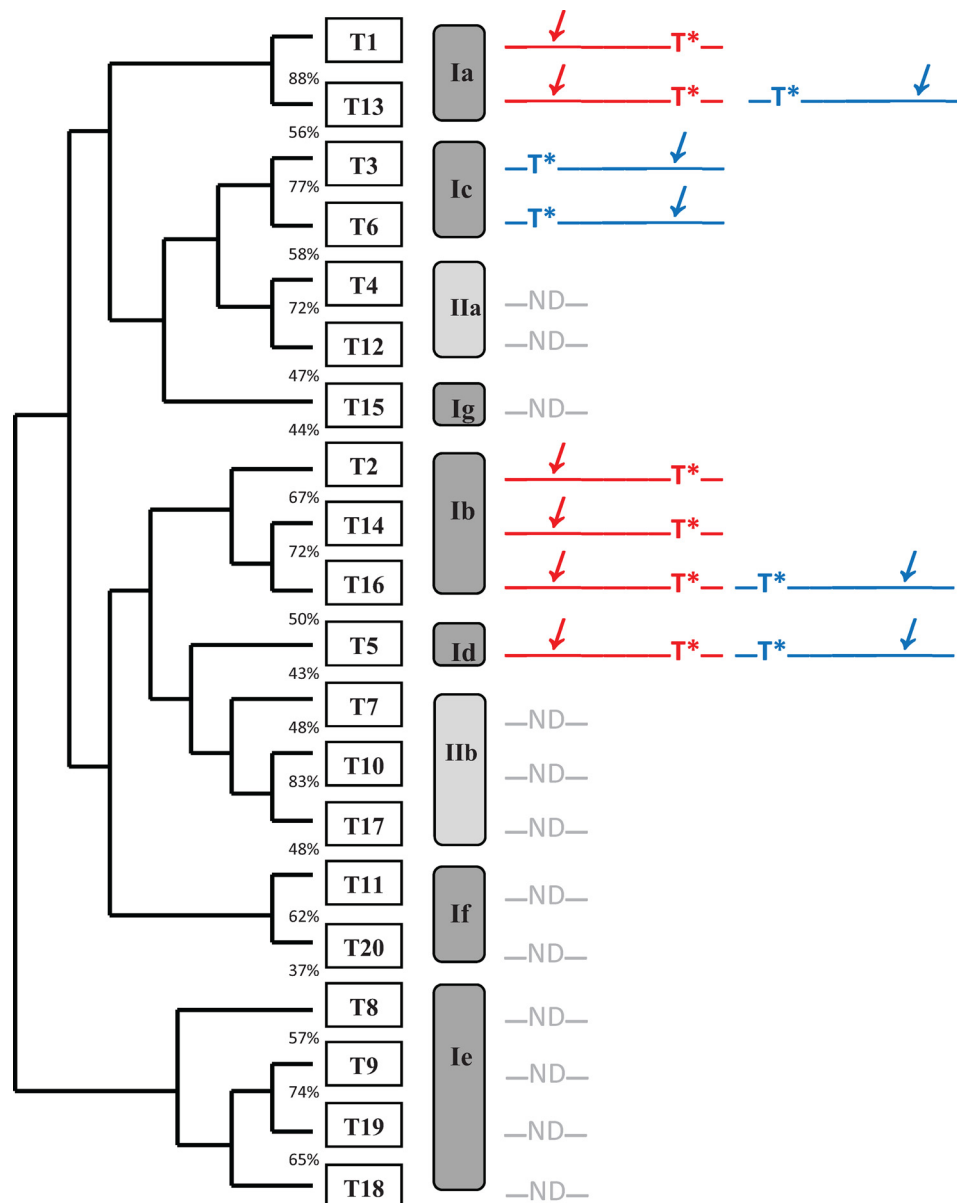 T1 Ia T*
88%
T13 T* T*
56%
T3 Ic T*
77%
T6 T*
58%
T4 IIa ND
72%
T12 ND
47%
T15 Ig ND
44%
T2 Ib T*
67%
T14 T*
72%
T16 T* T*
50%
T5 Id T* T*
43%
T7 ND
48%
T10 IIb ND
83%
T17 ND
48%
T11 If ND
62%
T20 ND
37%
T8 Ie ND
57%
T9 ND
74%
T19 ND
65%
T18 ND